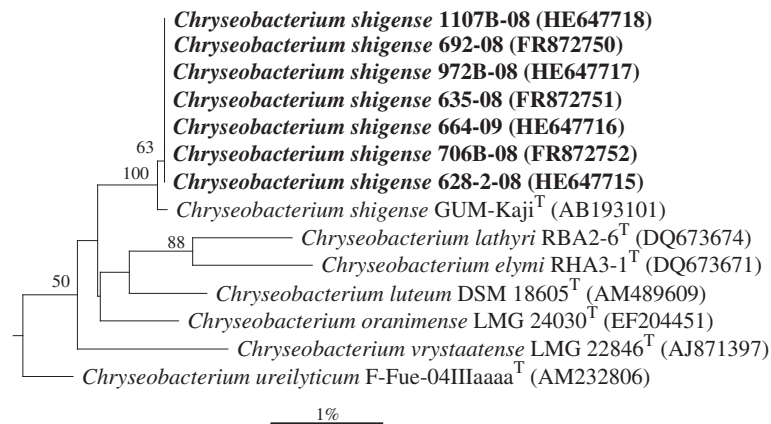 Chryseobacterium shigense 1107B-08 (HE647718)
Chryseobacterium shigense 692-08 (FR872750)
Chryseobacterium shigense 972B-08 (HE647717)
Chryseobacterium shigense 635-08 (FR872751)
Chryseobacterium shigense 664-09 (HE647716)
63
Chryseobacterium shigense 706B-08 (FR872752)
100
Chryseobacterium shigense 628-2-08 (HE647715)
Chryseobacterium shigense GUM-Kaji^T (AB193101)
88
Chryseobacterium lathyri RBA2-6^T (DQ673674)
Chryseobacterium elymi RHA3-1^T (DQ673671)
50
Chryseobacterium luteum DSM 18605^T (AM489609)
Chryseobacterium oranimense LMG 24030^T (EF204451)
Chryseobacterium vrystaatense LMG 22846^T (AJ871397)
Chryseobacterium ureilyticum F-Fue-04IIIaaaa^T (AM232806)
1%